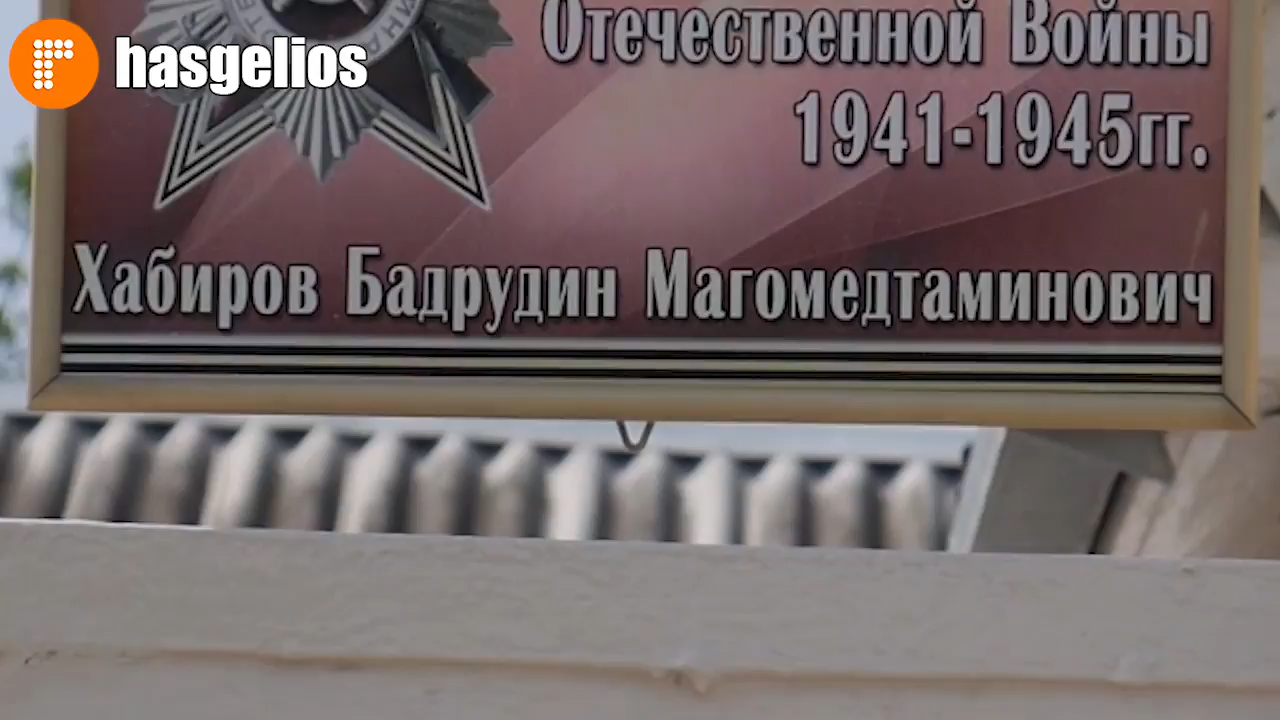 hasgelios
Отечественной Войны
1941-1945гг.
Хабиров Бадрудин Магомедтаминович